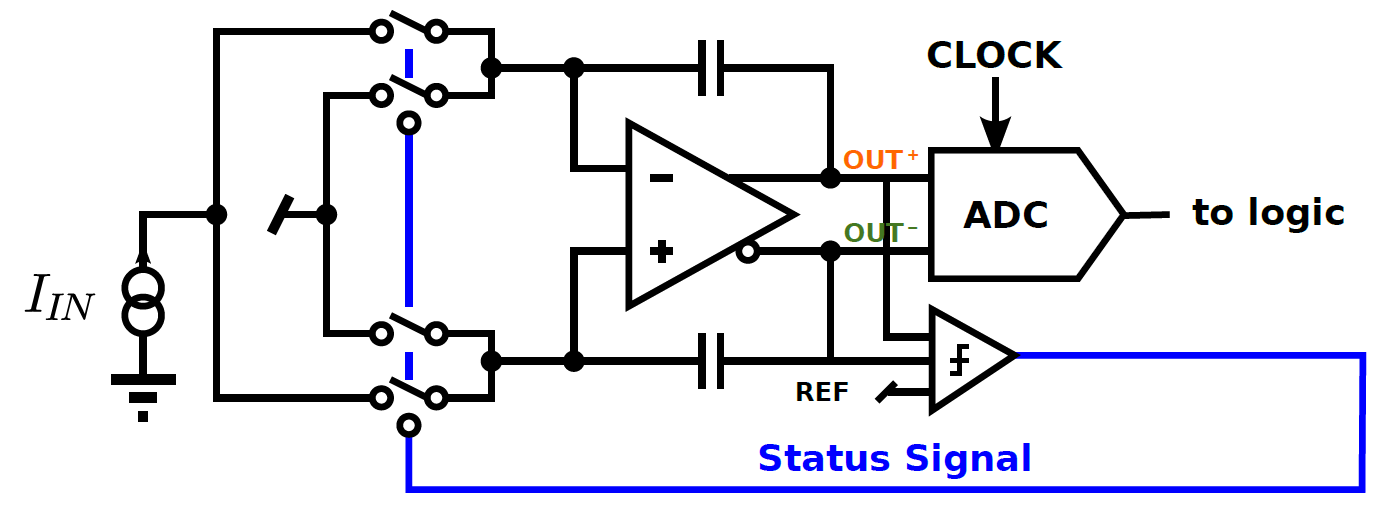 CLOCK
OUT+
ADC
to logic
OUT−
I_IN
REF
Status Signal